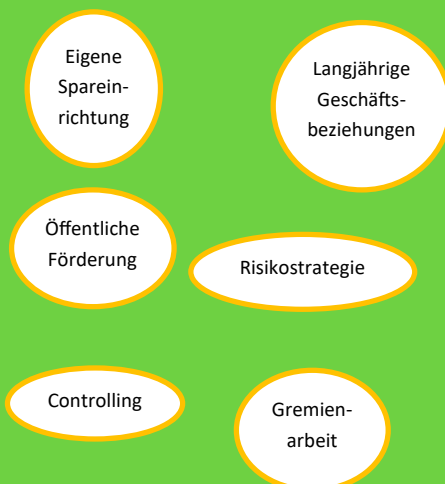 Eigene
Sparein-
richtung
Langjährige
Geschäfts-
beziehungen
Öffentliche
Förderung
Risikostrategie
Controlling
Gremien-
arbeit